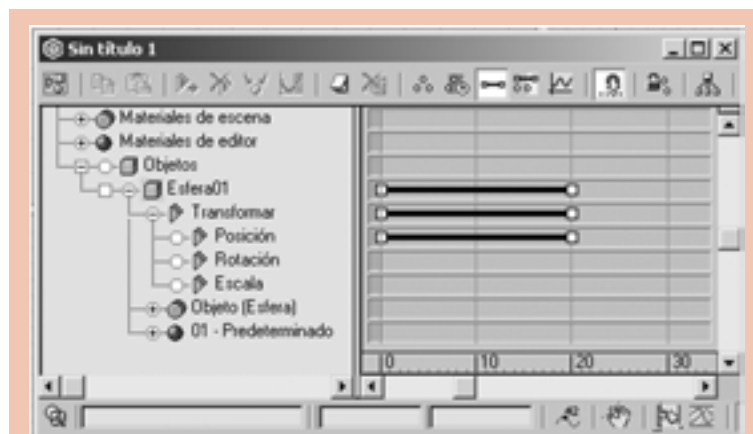 Sin título 1
Materiales de escena
Materiales de editor
Objetos
Esfera01
Transformar
Posición
Rotación
Escala
Objeto (Esfera)
01 - Predeterminado
0 10 20 30